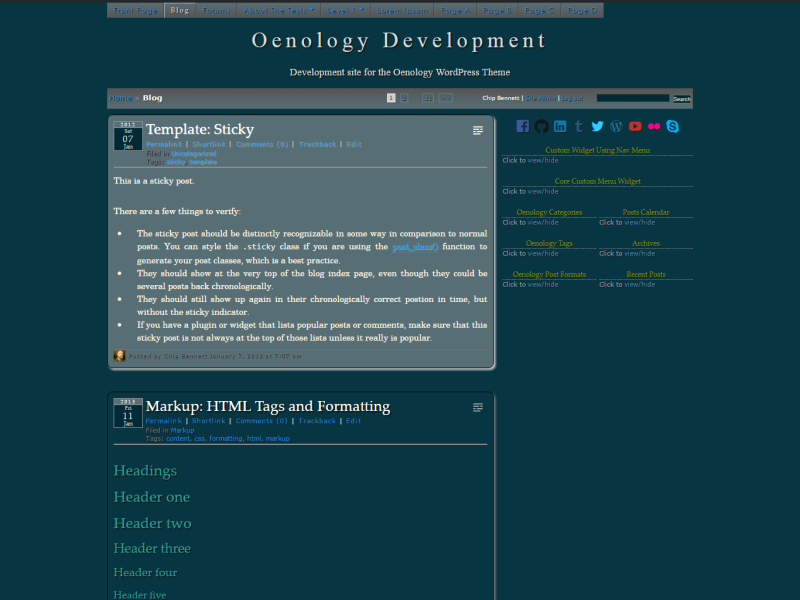 Front Page Blog Forums About The Tests Level 1 Lorem Ipsum Page A Page B Page C Page D
Oenology Development
Development site for the Oenology WordPress Theme
Home » Blog
1 2
Chip Bennett | Site Admin | Log out
Search
2012
Sat
07
Jan
Template: Sticky
Permalink | Shortlink | Comments (5) | Trackback | Edit
Filed in Uncategorized
Tags: sticky, template
This is a sticky post.
There are a few things to verify:
The sticky post should be distinctly recognizable in some way in comparison to normal
posts. You can style the .sticky class if you are using the post_class() function to
generate your post classes, which is a best practice.
They should show at the very top of the blog index page, even though they could be
several posts back chronologically.
They should still show up again in their chronologically correct postion in time, but
without the sticky indicator.
If you have a plugin or widget that lists popular posts or comments, make sure that this
sticky post is not always at the top of those lists unless it really is popular.
Posted by Chip Bennett January 7, 2012 at 7:07 am
2013
Fri
11
Jan
Markup: HTML Tags and Formatting
Permalink | Shortlink | Comments (0) | Trackback | Edit
Filed in Markup
Tags: content, css, formatting, html, markup
Headings
Header one
Header two
Header three
Header four
Header five
Custom Widget Using Nav Menu
Click to view/hide
Core Custom Menu Widget
Click to view/hide
Oenology Categories Posts Calendar
Click to view/hide Click to view/hide
Oenology Tags Archives
Click to view/hide Click to view/hide
Oenology Post Formats Recent Posts
Click to view/hide Click to view/hide